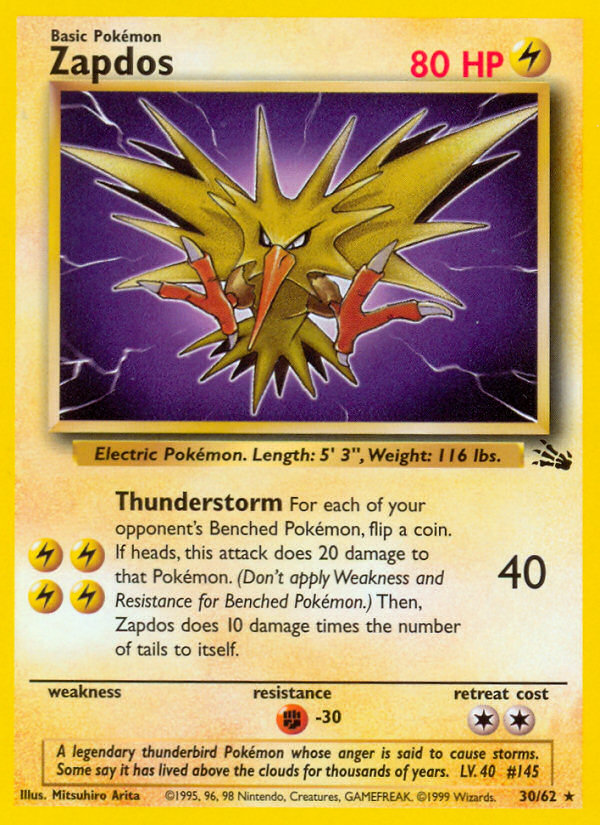 Basic Pokémon
Zapdos
80 HP
Electric Pokémon. Length: 5' 3", Weight: 116 lbs.
Thunderstorm For each of your
opponent's Benched Pokémon, flip a coin.
If heads, this attack does 20 damage to
that Pokémon. (Don't apply Weakness and
Resistance for Benched Pokémon.) Then,
Zapdos does 10 damage times the number
of tails to itself.
40
weakness
resistance
retreat cost
-30
A legendary thunderbird Pokémon whose anger is said to cause storms.
Some say it has lived above the clouds for thousands of years. LV. 40 #145
Illus. Mitsuhiro Arita ©1995, 96, 98 Nintendo, Creatures, GAMEFREAK. ©1999 Wizards. 30/62 ★